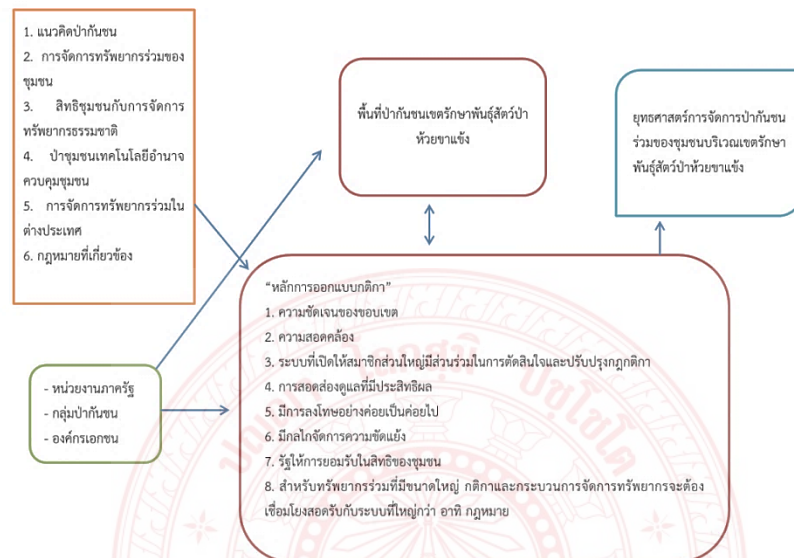 1. แนวคิดป่ากันชน
2. การจัดการทรัพยากรร่วมของ
ชุมชน
3. สิทธิชุมชนกับการจัดการ
ทรัพยากรธรรมชาติ
4. ป่าชุมชนเทคโนโลยีอำนาจ
ควบคุมชุมชน
5. การจัดการทรัพยากรร่วมใน
ต่างประเทศ
6. กฎหมายที่เกี่ยวข้อง
พื้นที่ป่ากันชนเขตรักษาพันธุ์สัตว์ป่า
ห้วยขาแข้ง
ยุทธศาสตร์การจัดการป่ากันชน
ร่วมของชุมชนบริเวณเขตรักษา
พันธุ์สัตว์ป่าห้วยขาแข้ง
- หน่วยงานภาครัฐ
- กลุ่มป่ากันชน
- องค์กรเอกชน
“หลักการออกแบบกติกา”
1. ความชัดเจนของขอบเขต
2. ความสอดคล้อง
3. ระบบที่เปิดให้สมาชิกส่วนใหญ่มีส่วนร่วมในการตัดสินใจและปรับปรุงกฎกติกา
4. การสอดส่องดูแลที่มีประสิทธิผล
5. มีการลงโทษอย่างค่อยเป็นค่อยไป
6. มีกลไกจัดการความขัดแย้ง
7. รัฐให้การยอมรับในสิทธิของชุมชน
8. สำหรับทรัพยากรร่วมที่มีขนาดใหญ่ กติกาและกระบวนการจัดการทรัพยากรจะต้อง
เชื่อมโยงสอดรับกับระบบที่ใหญ่กว่า อาทิ กฎหมาย